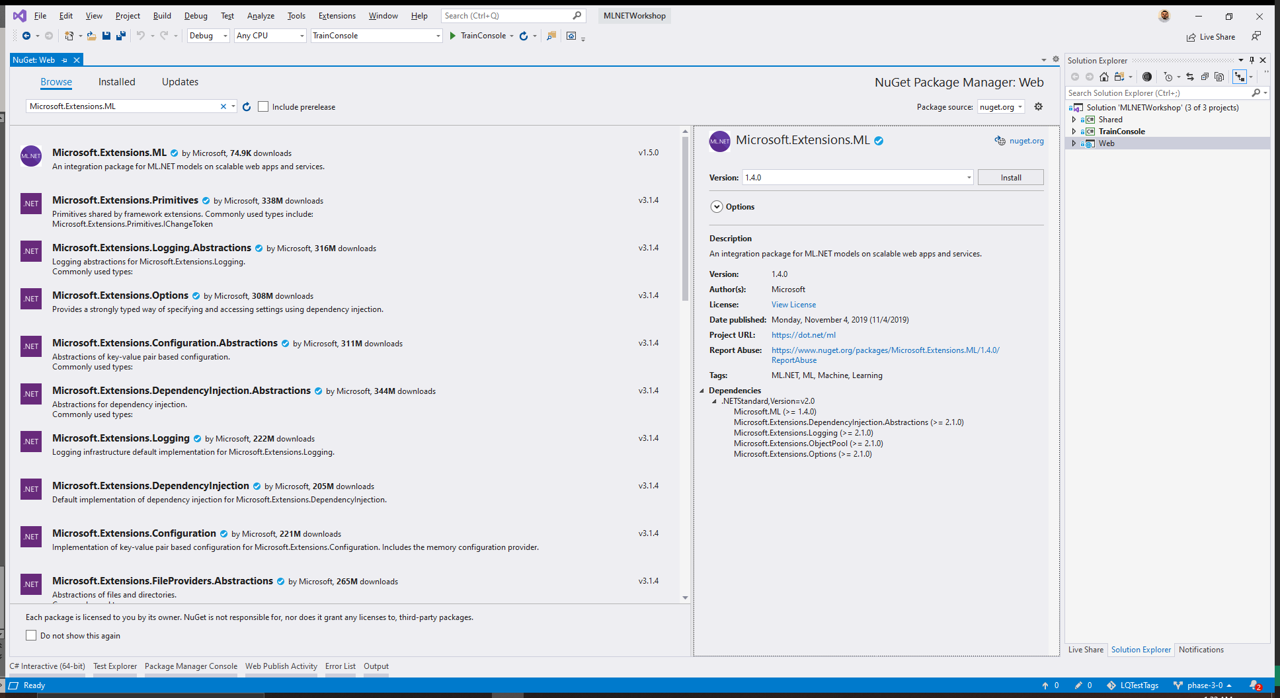 File Edit View Project Build Debug Test Analyze Tools Extensions Window Help Search (Ctrl+Q) MLNETWorkshop
Debug Any CPU TrainConsole TrainConsole Live Share
NuGet: Web
Browse Installed Updates
NuGet Package Manager: Web
Microsoft.Extensions.ML Include prerelease
Package source: nuget.org
ML.NET
Microsoft.Extensions.ML by Microsoft, 74.9K downloads v1.5.0
An integration package for ML.NET models on scalable web apps and services.
.NET
Microsoft.Extensions.Primitives by Microsoft, 338M downloads v3.1.4
Primitives shared by framework extensions. Commonly used types include:
Microsoft.Extensions.Primitives.IChangeToken
.NET
Microsoft.Extensions.Logging.Abstractions by Microsoft, 316M downloads v3.1.4
Logging abstractions for Microsoft.Extensions.Logging.
Commonly used types:
.NET
Microsoft.Extensions.Options by Microsoft, 308M downloads v3.1.4
Provides a strongly typed way of specifying and accessing settings using dependency injection.
.NET
Microsoft.Extensions.Configuration.Abstractions by Microsoft, 311M downloads v3.1.4
Abstractions of key-value pair based configuration.
Commonly used types:
.NET
Microsoft.Extensions.DependencyInjection.Abstractions by Microsoft, 344M downloads v3.1.4
Abstractions for dependency injection.
Commonly used types:
.NET
Microsoft.Extensions.Logging by Microsoft, 222M downloads v3.1.4
Logging infrastructure default implementation for Microsoft.Extensions.Logging.
.NET
Microsoft.Extensions.DependencyInjection by Microsoft, 205M downloads v3.1.4
Default implementation of dependency injection for Microsoft.Extensions.DependencyInjection.
.NET
Microsoft.Extensions.Configuration by Microsoft, 221M downloads v3.1.4
Implementation of key-value pair based configuration for Microsoft.Extensions.Configuration. Includes the memory configuration provider.
.NET
Microsoft.Extensions.FileProviders.Abstractions by Microsoft, 265M downloads v3.1.4
Abstractions of files and directories.
Each package is licensed to you by its owner. NuGet is not responsible for, nor does it grant any licenses to, third-party packages.
Do not show this again
ML.NET
Microsoft.Extensions.ML nuget.org
Version: 1.4.0 Install
Options
Description
An integration package for ML.NET models on scalable web apps and services.
Version: 1.4.0
Author(s): Microsoft
License: View License
Date published: Monday, November 4, 2019 (11/4/2019)
Project URL: https://dot.net/ml
Report Abuse: https://www.nuget.org/packages/Microsoft.Extensions.ML/1.4.0/
ReportAbuse
Tags: ML.NET, ML, Machine, Learning
Dependencies
.NETStandard,Version=v2.0
Microsoft.ML (>= 1.4.0)
Microsoft.Extensions.DependencyInjection.Abstractions (>= 2.1.0)
Microsoft.Extensions.Logging (>= 2.1.0)
Microsoft.Extensions.ObjectPool (>= 2.1.0)
Microsoft.Extensions.Options (>= 2.1.0)
Solution Explorer
Search Solution Explorer (Ctrl+;)
Solution 'MLNETWorkshop' (3 of 3 projects)
Shared
TrainConsole
Web
Live Share Solution Explorer Notifications
C# Interactive (64-bit) Test Explorer Package Manager Console Web Publish Activity Error List Output
Ready 0 0 LQTestTags phase-3-0 2